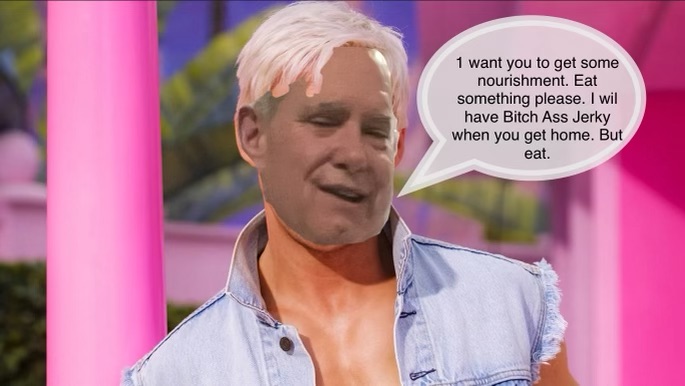 1 want you to get some
nourishment. Eat
something please. I wil
have Bitch Ass Jerky
when you get home. But
eat.